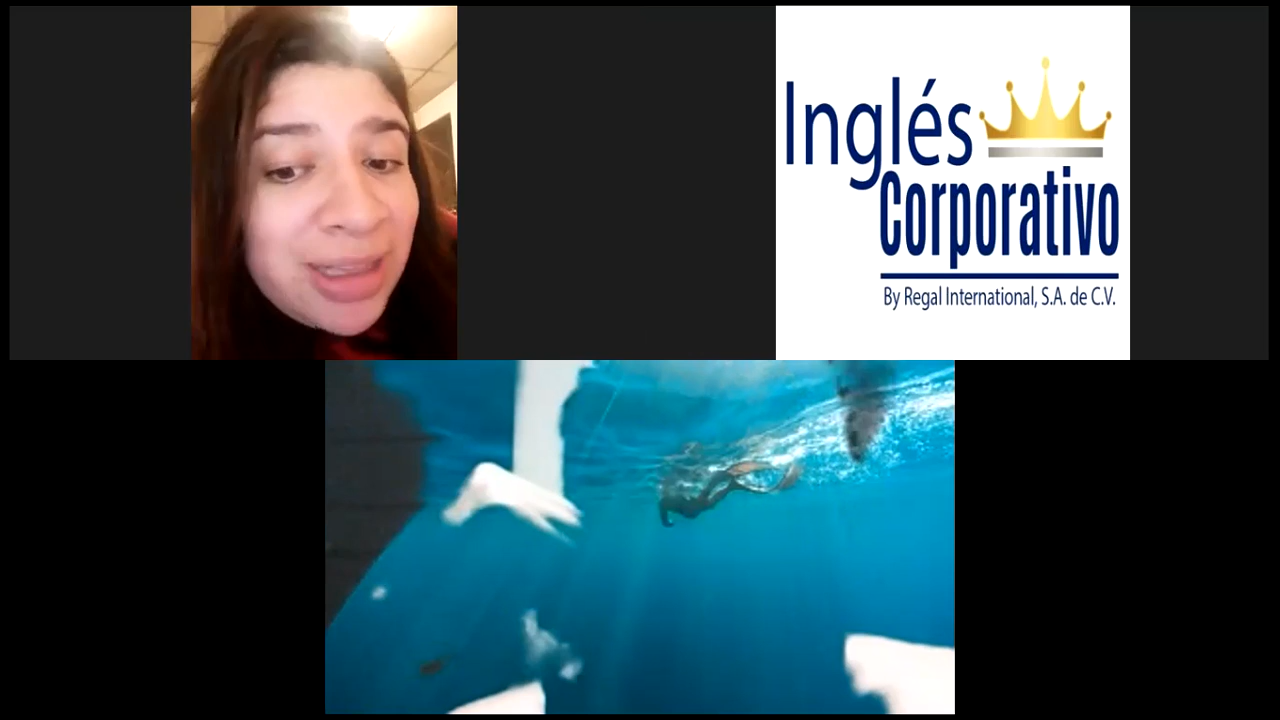 Inglés
Corporativo
By Regal International, S.A. de C.V.